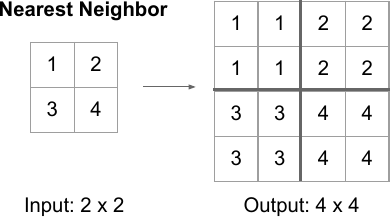 Nearest Neighbor
1 2
3 4
1 1 2 2
1 1 2 2
3 3 4 4
3 3 4 4
Input: 2 x 2
Output: 4 x 4